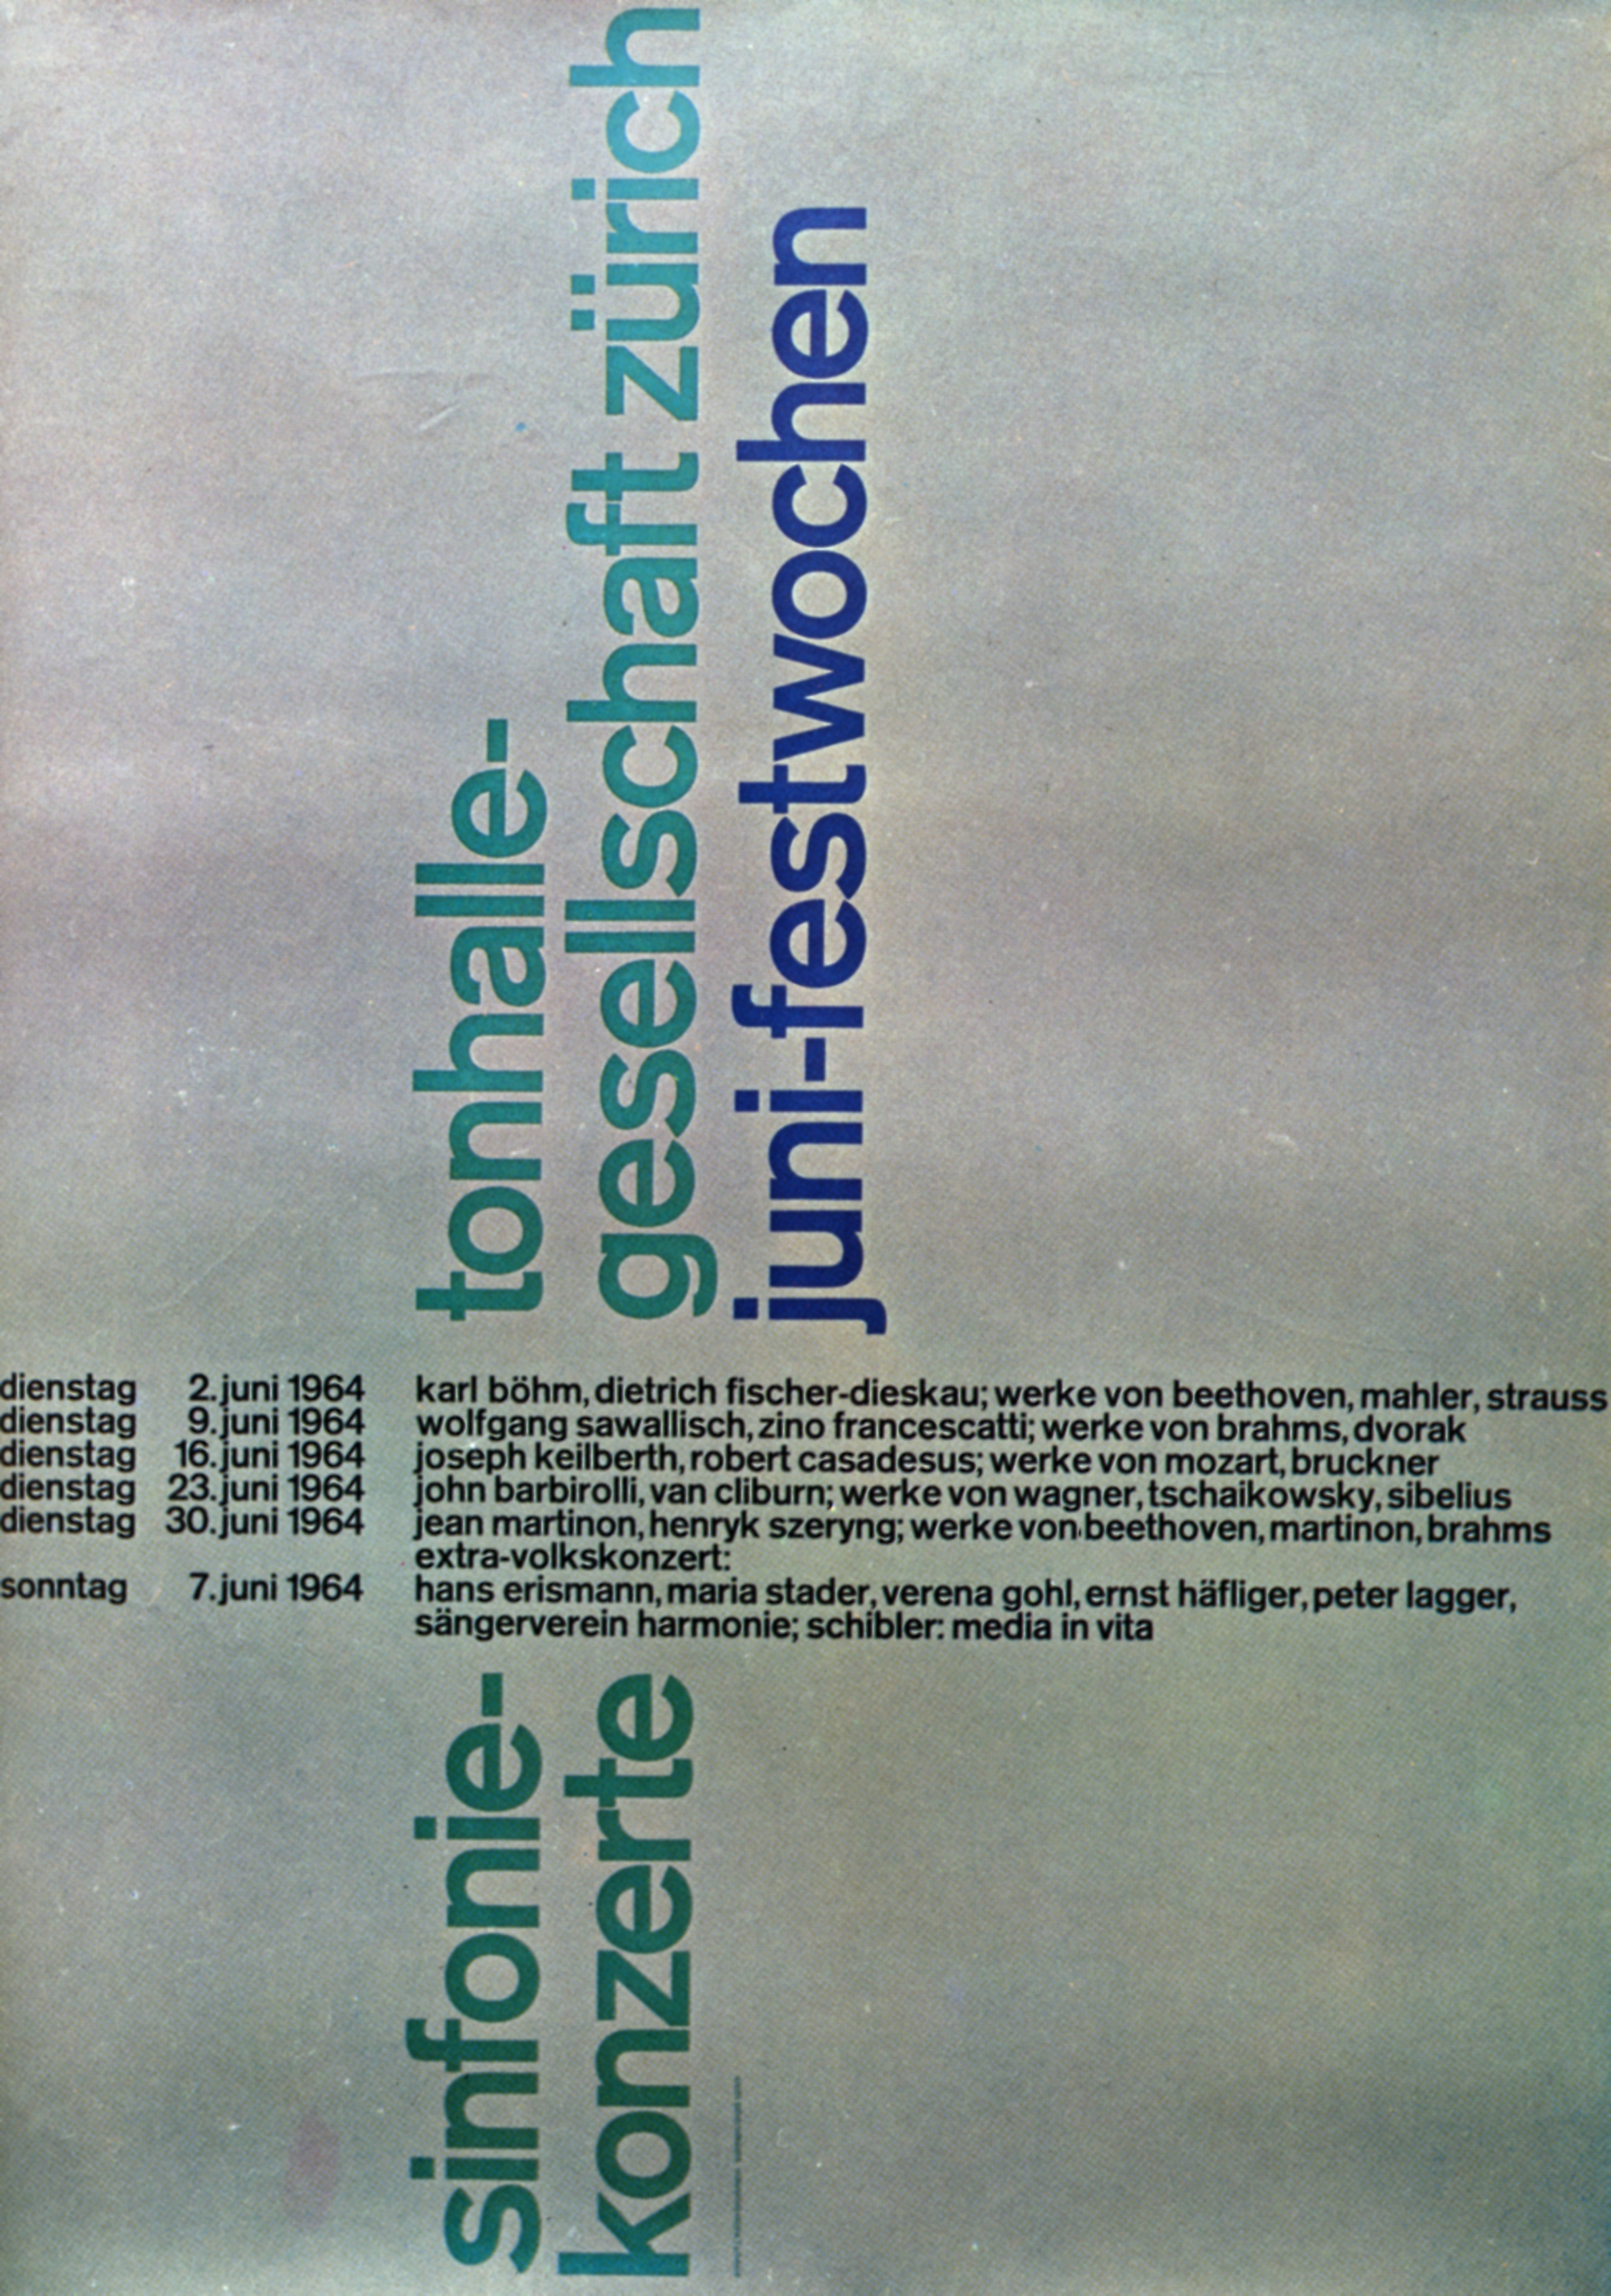 tonhalle-
gesellschaft zürich
juni-festwochen
dienstag 2. juni 1964 karl böhm, dietrich fischer-dieskau; werke von beethoven, mahler, strauss
dienstag 9. juni 1964 wolfgang sawallisch, zino francescatti; werke von brahms, dvorak
dienstag 16. juni 1964 joseph keilberth, robert casadesus; werke von mozart, bruckner
dienstag 23. juni 1964 john barbirolli, van cliburn; werke von wagner, tschaikowsky, sibelius
dienstag 30. juni 1964 jean martinon, henryk szeryng; werke von beethoven, martinon, brahms
extra-volkskonzert:
sonntag 7. juni 1964 hans erismann, maria stader, verena gohl, ernst häfliger, peter lagger,
sängerverein harmonie; schibler: media in vita
sinfonie-
konzerte